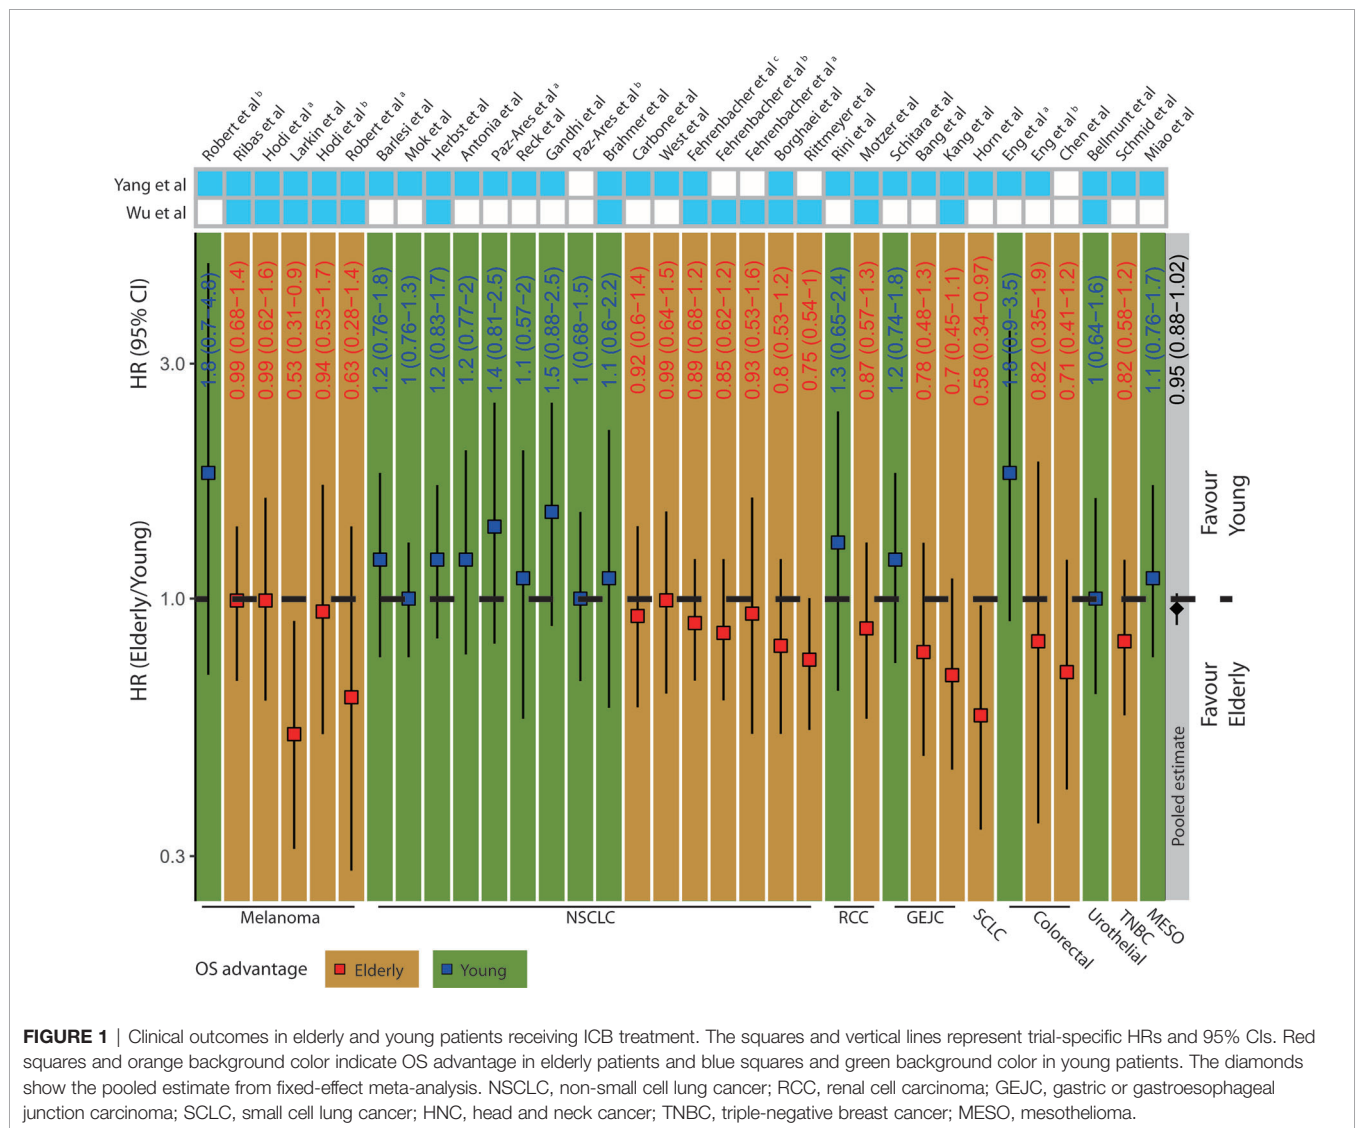 Robert et al b
Ribas et al
Hodi et al a
Larkin et al
Hodi et al b
Robert et al a
Barlesi et al
Mok et al
Herbst et al
Antonia et al
Paz-Ares et al a
Reck et al
Gandhi et al
Paz-Ares et al b
Brahmer et al
Carbone et al
West et al
Fehrenbacher et al c
Fehrenbacher et al b
Fehrenbacher et al a
Borghaei et al
Rittmeyer et al
Rini et al
Motzer et al
Schitara et al
Bang et al
Kang et al
Horn et al
Eng et al a
Eng et al b
Chen et al
Bellmunt et al
Schmid et al
Miao et al
Yang et al
Wu et al
HR (95% CI)
1.8 (0.7–4.8)
0.99 (0.68–1.4)
0.99 (0.62–1.6)
0.53 (0.31–0.9)
0.94 (0.53–1.7)
0.63 (0.28–1.4)
1.2 (0.76–1.8)
1 (0.76–1.3)
1.2 (0.83–1.7)
1.2 (0.77–2)
1.4 (0.81–2.5)
1.1 (0.57–2)
1.5 (0.88–2.5)
1 (0.68–1.5)
1.1 (0.6–2.2)
0.92 (0.6–1.4)
0.99 (0.64–1.5)
0.89 (0.68–1.2)
0.85 (0.62–1.2)
0.93 (0.53–1.6)
0.8 (0.53–1.2)
0.75 (0.54–1)
1.3 (0.65–2.4)
0.87 (0.57–1.3)
1.2 (0.74–1.8)
0.78 (0.48–1.3)
0.7 (0.45–1.1)
0.58 (0.34–0.97)
1.8 (0.9–3.5)
0.82 (0.35–1.9)
0.71 (0.41–1.2)
1 (0.64–1.6)
0.82 (0.58–1.2)
1.1 (0.76–1.7)
0.95 (0.88–1.02)
3.0
1.0
0.3
HR (Elderly/Young)
Favour
Young
Favour
Elderly
Pooled estimate
Melanoma
NSCLC
RCC
GEJC
SCLC
Colorectal
Urothelial
TNBC
MESO
OS advantage
Elderly
Young
FIGURE 1 | Clinical outcomes in elderly and young patients receiving ICB treatment. The squares and vertical lines represent trial-specific HRs and 95% CIs. Red
squares and orange background color indicate OS advantage in elderly patients and blue squares and green background color in young patients. The diamonds
show the pooled estimate from fixed-effect meta-analysis. NSCLC, non-small cell lung cancer; RCC, renal cell carcinoma; GEJC, gastric or gastroesophageal
junction carcinoma; SCLC, small cell lung cancer; HNC, head and neck cancer; TNBC, triple-negative breast cancer; MESO, mesothelioma.